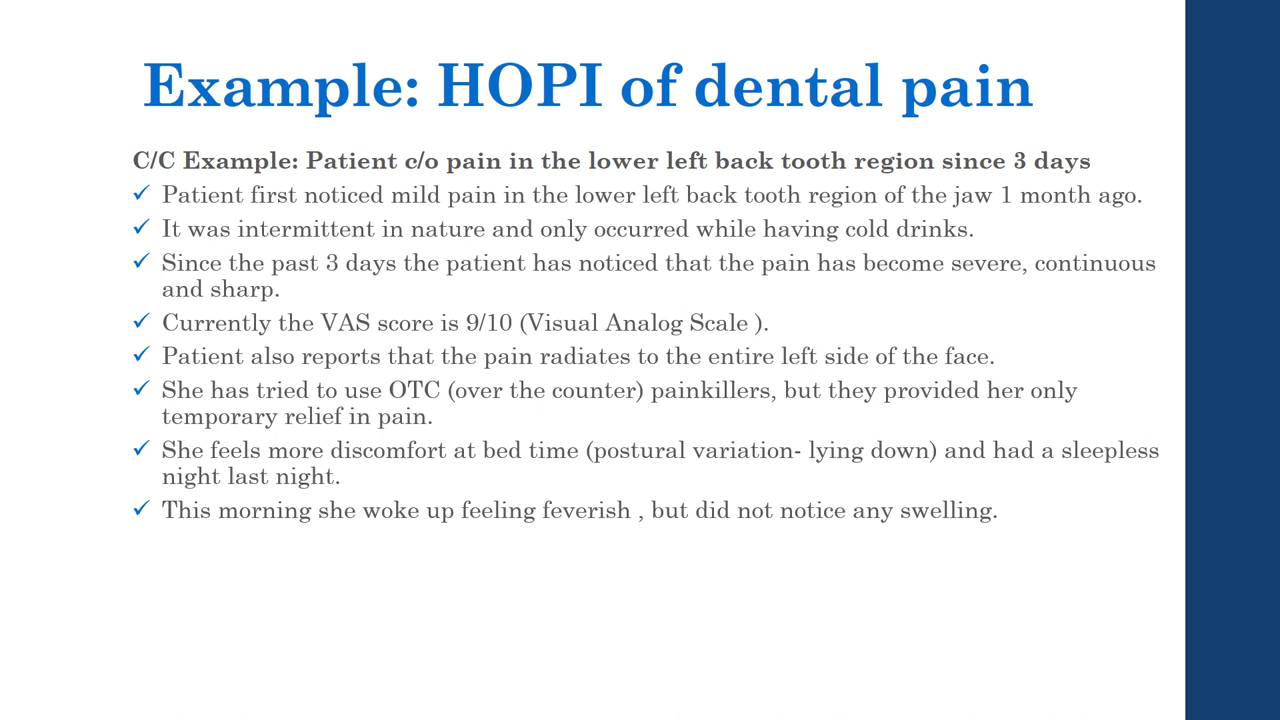 Example: HOPI of dental pain
C/C Example: Patient c/o pain in the lower left back tooth region since 3 days
✓ Patient first noticed mild pain in the lower left back tooth region of the jaw 1 month ago.
✓ It was intermittent in nature and only occurred while having cold drinks.
✓ Since the past 3 days the patient has noticed that the pain has become severe, continuous
and sharp.
✓ Currently the VAS score is 9/10 (Visual Analog Scale ).
✓ Patient also reports that the pain radiates to the entire left side of the face.
✓ She has tried to use OTC (over the counter) painkillers, but they provided her only
temporary relief in pain.
✓ She feels more discomfort at bed time (postural variation- lying down) and had a sleepless
night last night.
✓ This morning she woke up feeling feverish , but did not notice any swelling.